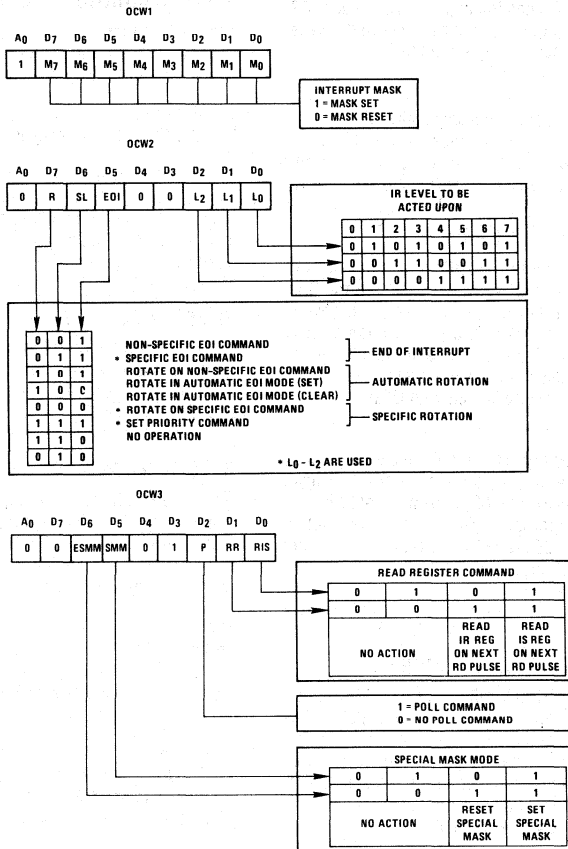 OCW1
A0 D7 D6 D5 D4 D3 D2 D1 D0
1 M7 M6 M5 M4 M3 M2 M1 M0
INTERRUPT MASK
1 = MASK SET
0 = MASK RESET
OCW2
A0 D7 D6 D5 D4 D3 D2 D1 D0
0 R SL EOI 0 0 L2 L1 L0
IR LEVEL TO BE
ACTED UPON
0 1 2 3 4 5 6 7
0 1 0 1 0 1 0 1
0 0 1 1 0 0 1 1
0 0 0 0 1 1 1 1
0 0 1 NON-SPECIFIC EOI COMMAND
0 1 1 * SPECIFIC EOI COMMAND
END OF INTERRUPT
1 0 1 ROTATE ON NON-SPECIFIC EOI COMMAND
1 0 0 ROTATE IN AUTOMATIC EOI MODE (SET)
0 0 0 ROTATE IN AUTOMATIC EOI MODE (CLEAR)
AUTOMATIC ROTATION
1 1 1 * ROTATE ON SPECIFIC EOI COMMAND
1 1 0 * SET PRIORITY COMMAND
SPECIFIC ROTATION
0 1 0 NO OPERATION
* L0 - L2 ARE USED
OCW3
A0 D7 D6 D5 D4 D3 D2 D1 D0
0 0 ESMM SMM 0 1 P RR RIS
READ REGISTER COMMAND
0 1 0 1
0 0 1 1
NO ACTION
READ IR REG ON NEXT RD PULSE
READ IS REG ON NEXT RD PULSE
1 = POLL COMMAND
0 = NO POLL COMMAND
SPECIAL MASK MODE
0 1 0 1
0 0 1 1
NO ACTION
RESET SPECIAL MASK
SET SPECIAL MASK